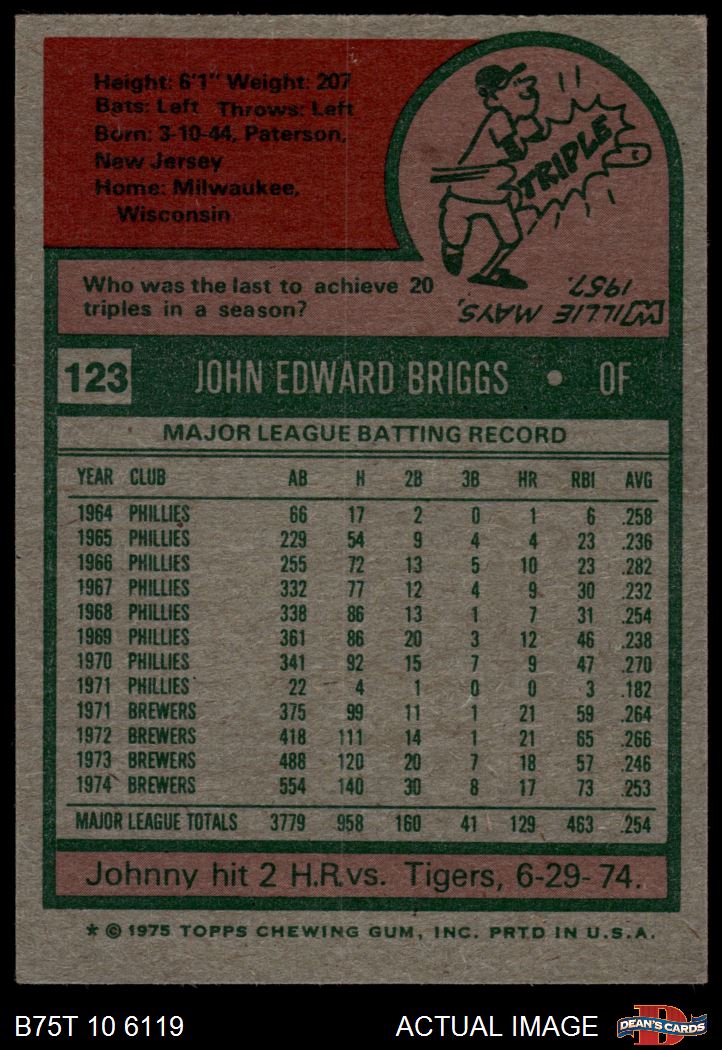 Height: 6'1" Weight: 207
Bats: Left Throws: Left
Born: 3-10-44, Paterson,
New Jersey
Home: Milwaukee,
Wisconsin
TRIPLE
Who was the last to achieve 20
triples in a season?
WILLIE MAYS,
1957.
123 JOHN EDWARD BRIGGS • OF
MAJOR LEAGUE BATTING RECORD
YEAR CLUB AB H 2B 3B HR RBI AVG
1964 PHILLIES 66 17 2 0 1 6 .258
1965 PHILLIES 229 54 9 4 4 23 .236
1966 PHILLIES 255 72 13 5 10 23 .282
1967 PHILLIES 332 77 12 4 9 30 .232
1968 PHILLIES 338 86 13 1 7 31 .254
1969 PHILLIES 361 86 20 3 12 46 .238
1970 PHILLIES 341 92 15 7 9 47 .270
1971 PHILLIES 22 4 1 0 0 3 .182
1971 BREWERS 375 99 11 1 21 59 .264
1972 BREWERS 418 111 14 1 21 65 .266
1973 BREWERS 488 120 20 7 18 57 .246
1974 BREWERS 554 140 30 8 17 73 .253
MAJOR LEAGUE TOTALS 3779 958 160 41 129 463 .254
Johnny hit 2 H.R.vs. Tigers, 6-29-74.
* © 1975 TOPPS CHEWING GUM, INC. PRTD IN U.S.A.
B75T 10 6119 ACTUAL IMAGE
D
DEAN'S CARDS